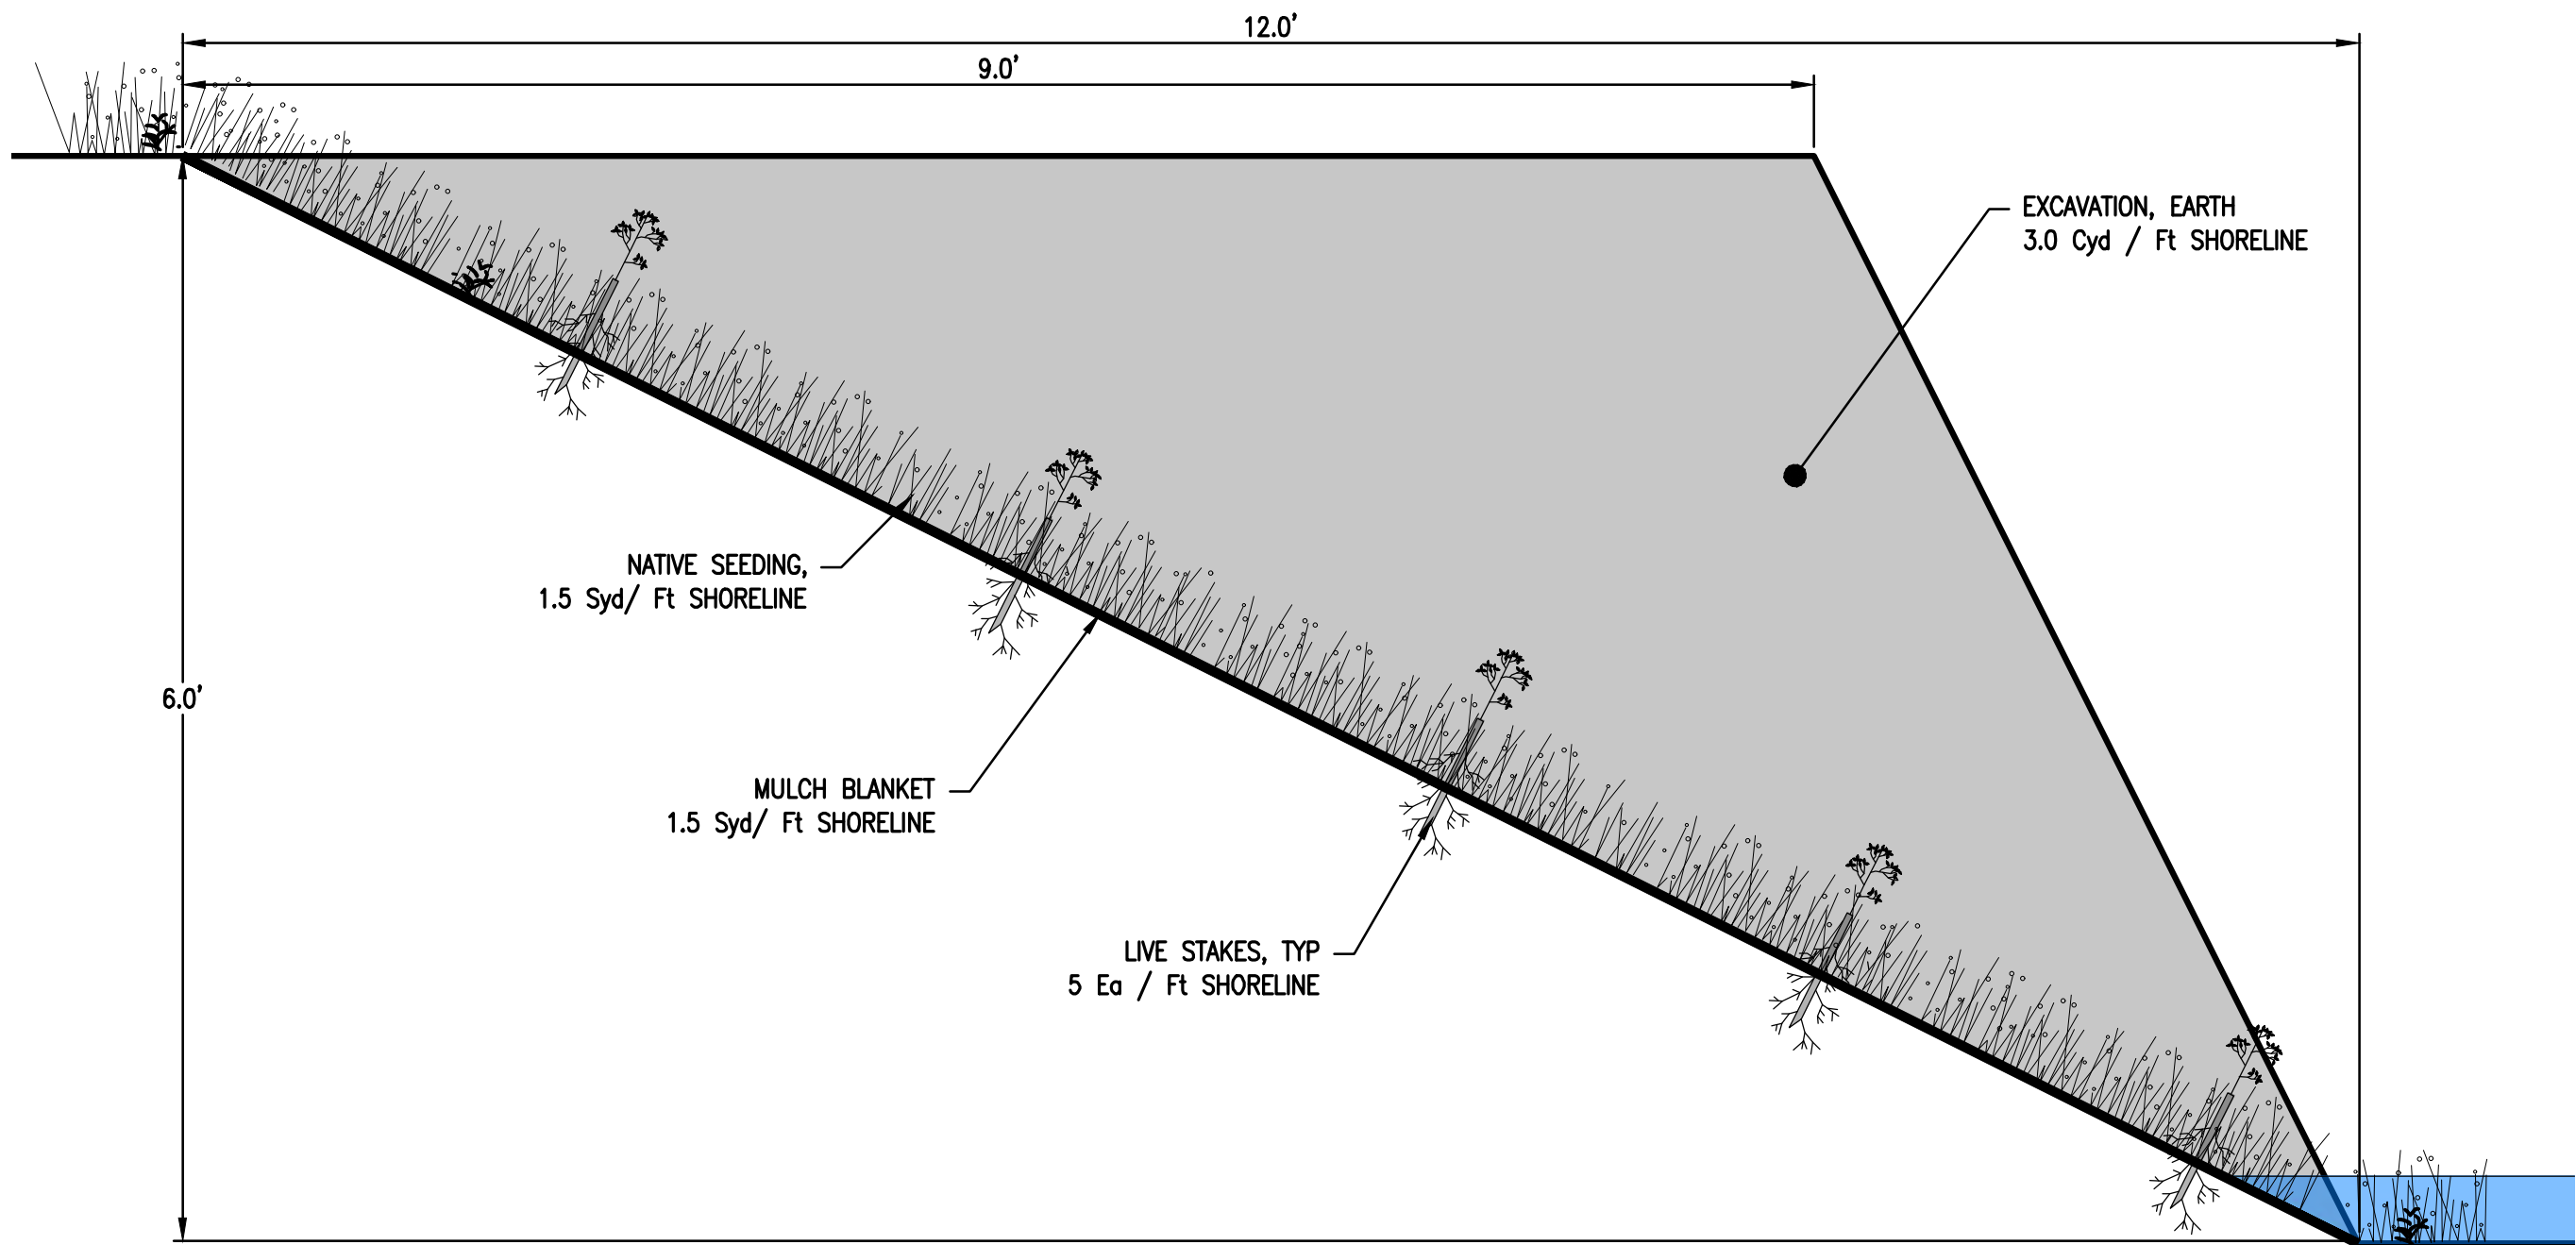 12.0'
9.0'
EXCAVATION, EARTH
3.0 Cyd / Ft SHORELINE
NATIVE SEEDING,
1.5 Syd/ Ft SHORELINE
6.0'
MULCH BLANKET
1.5 Syd/ Ft SHORELINE
LIVE STAKES, TYP
5 Ea / Ft SHORELINE